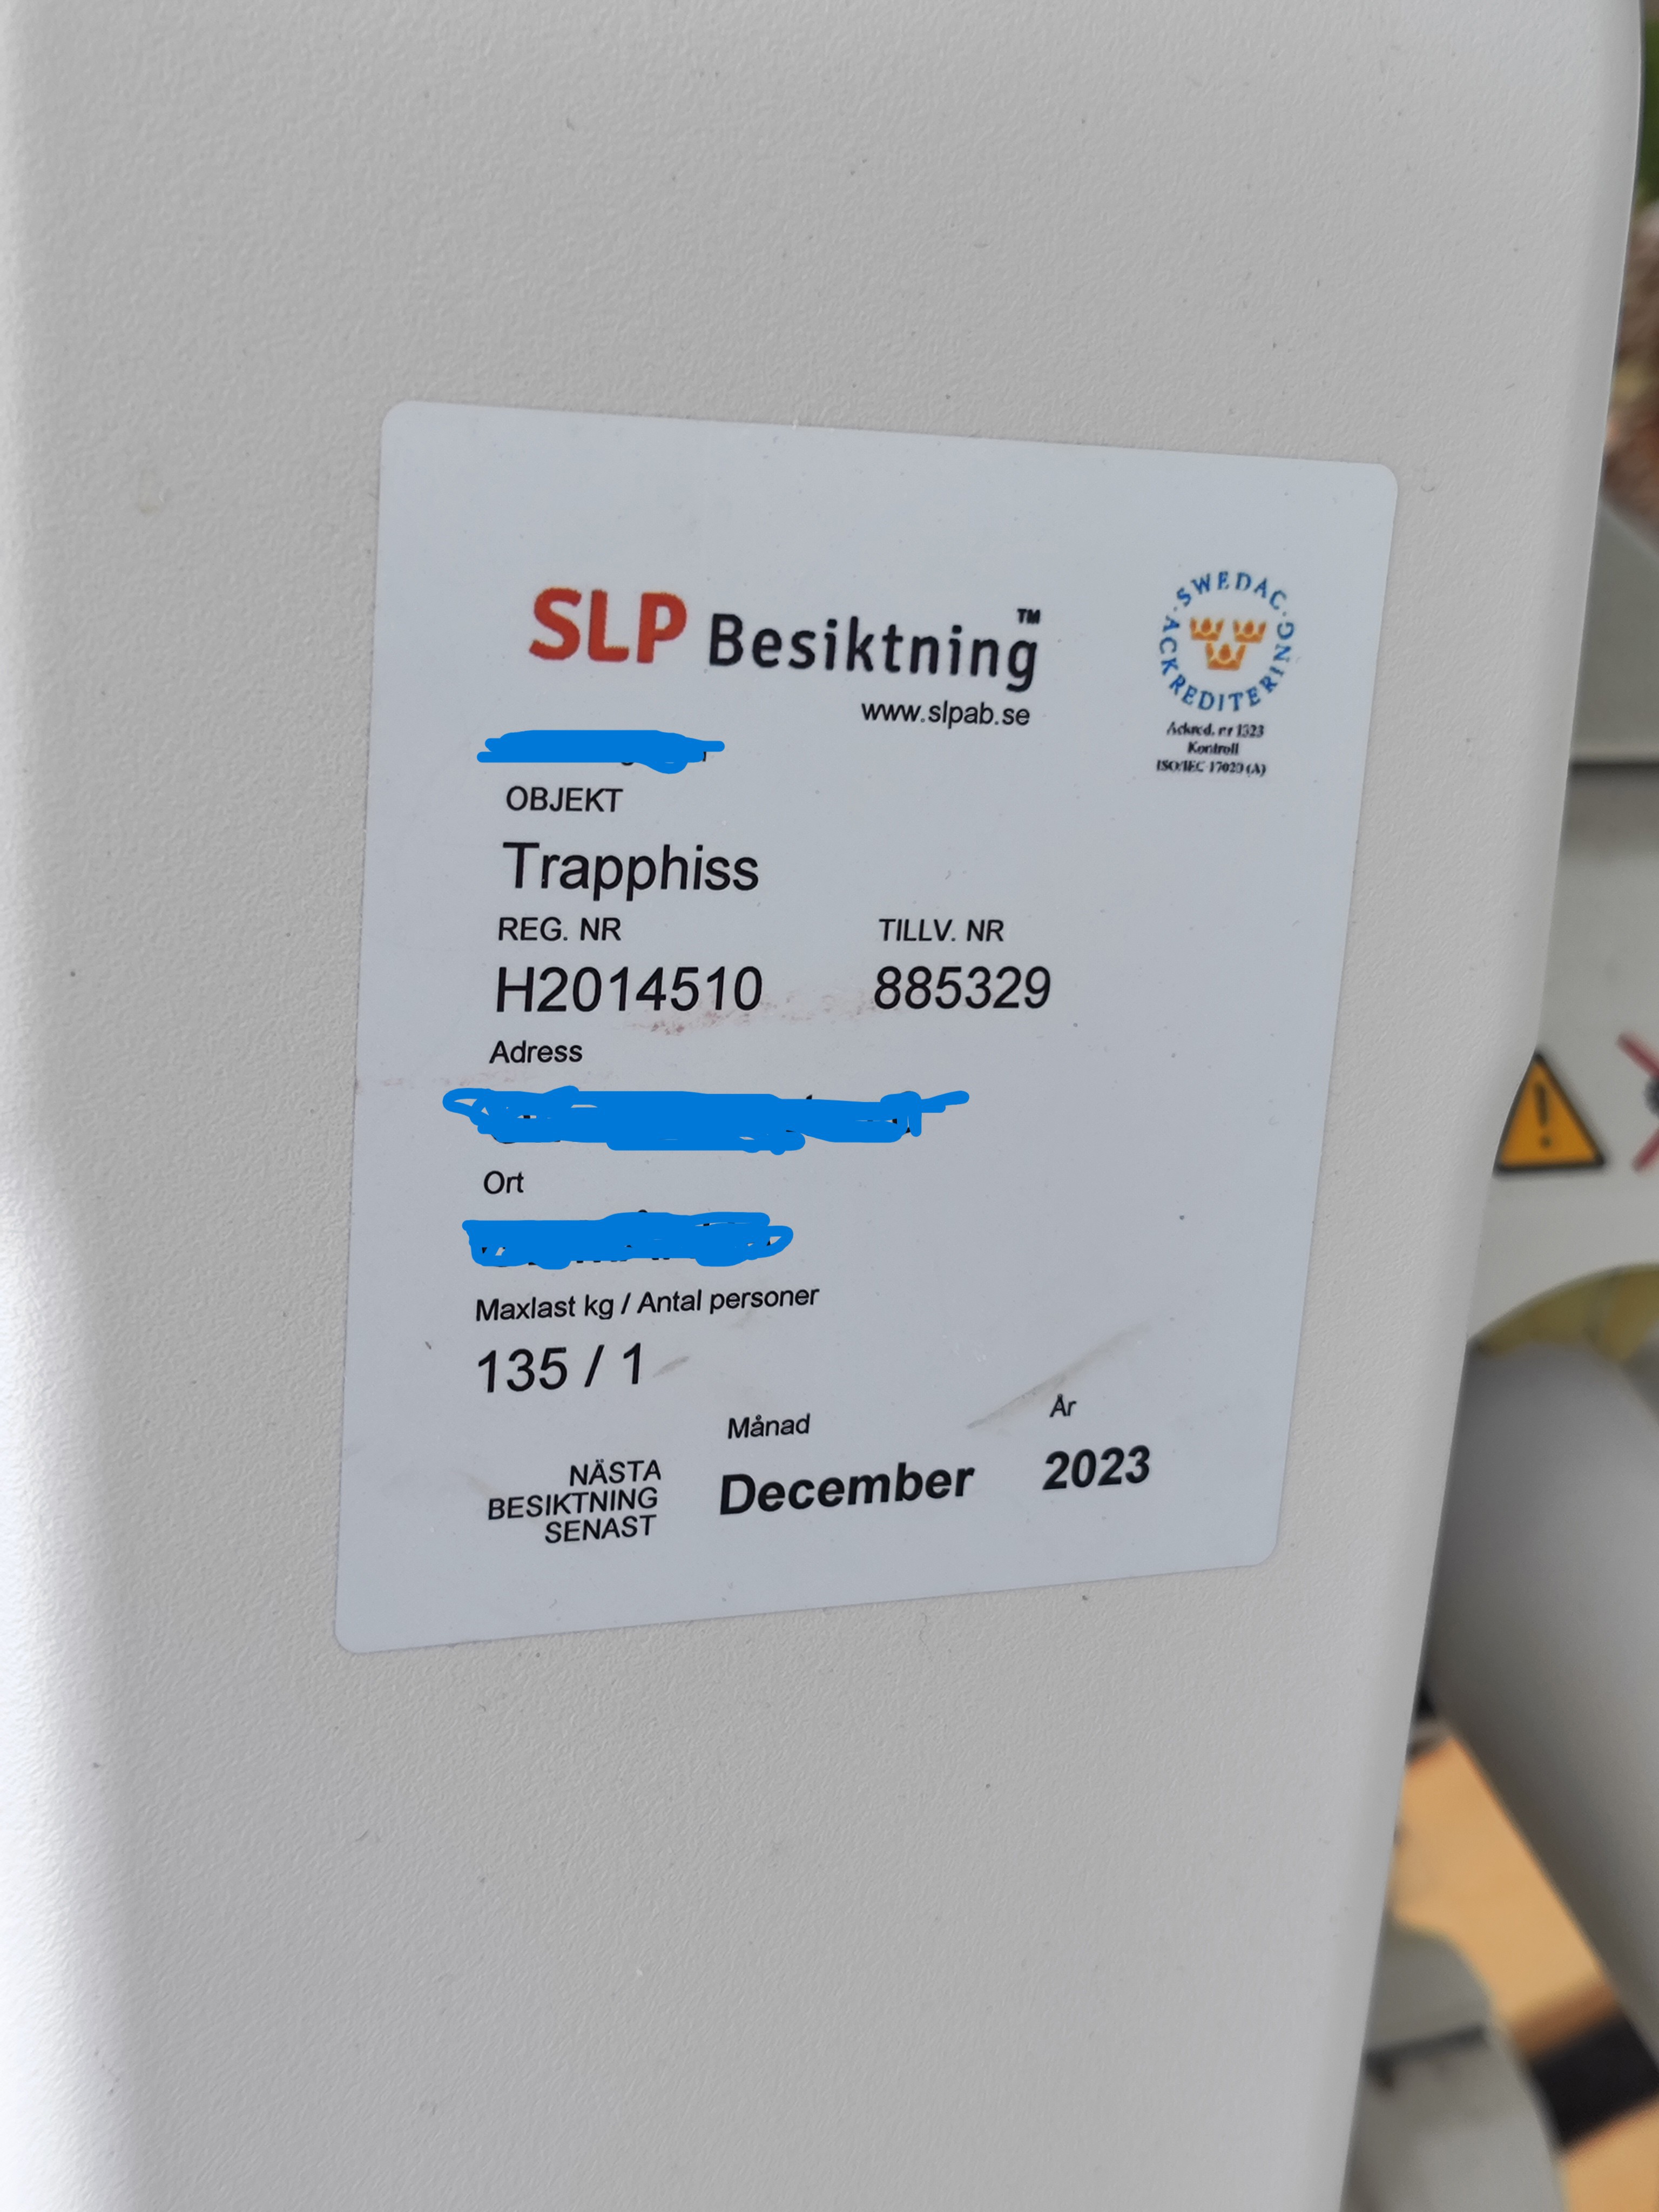 SLP Besiktning™
www.slpab.se
SWEDAC
ACKREDITERING
Ackred. nr 1323
Kontroll
ISO/IEC 17020 (A)
OBJEKT
Trapphiss
REG. NR TILLV. NR
H2014510 885329
Adress
Ort
Maxlast kg / Antal personer
135 / 1
Månad År
NÄSTA
BESIKTNING
SENAST
December 2023